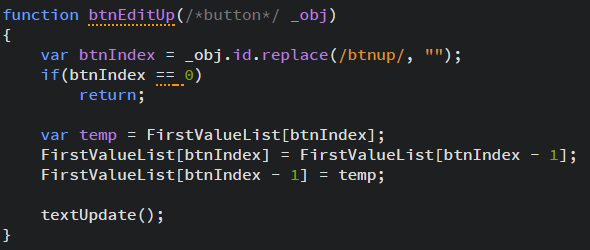 function btnEditUp(/*button*/ _obj)
{
    var btnIndex = _obj.id.replace(/btnup/, "");
    if(btnIndex == 0)
        return;

    var temp = FirstValueList[btnIndex];
    FirstValueList[btnIndex] = FirstValueList[btnIndex - 1];
    FirstValueList[btnIndex - 1] = temp;

    textUpdate();
}